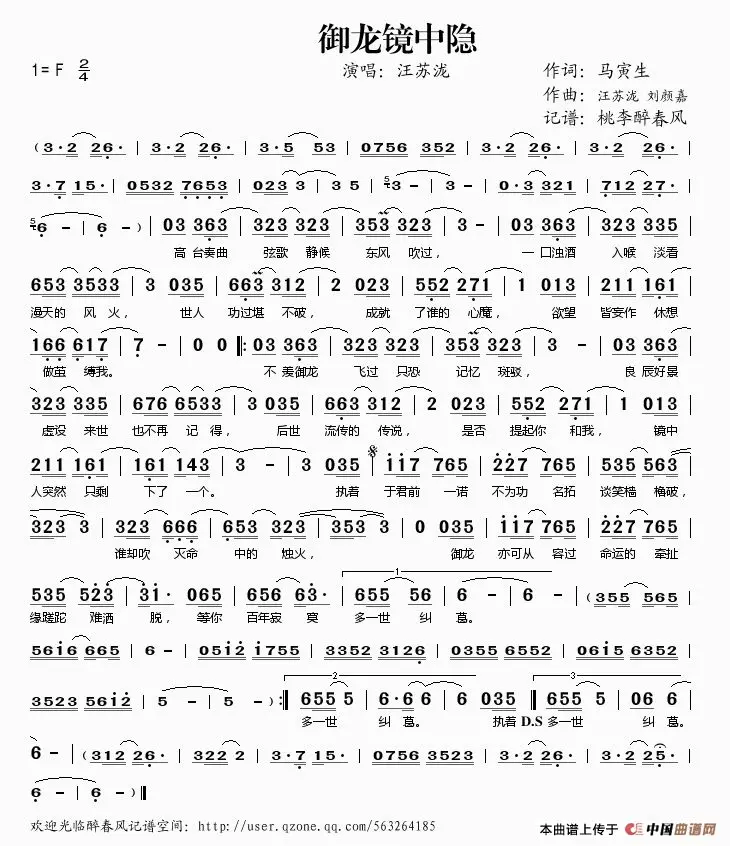 御龙镜中隐
1=F 2/4 演唱：汪苏泷 作词：马寅生
作曲：汪苏泷 刘颜嘉
记谱：桃李醉春风
(3·2 26· | 3·2 26· | 3·5 53 | 0756 352 | 3·2 26· | 3·2 26· |
3·7 15· | 0532 7653 | 023 3 | 3 5 | 5 3 - | 3 - | 0·3 321 | 712 27· |
5 6 - | 6 - ) | 03 363 | 323 323 | 353 323 | 3 - | 03 363 | 323 335 |
高 台奏曲 弦歌 静候 东风 吹过， 一 口浊酒 入喉 淡看
653 3533 | 3 035 | 663 312 | 2 023 | 552 271 | 1 013 | 211 161 |
漫天的 风 火， 世人 功过堪 不破， 成就 了谁的 心魔， 欲望 皆妄作 休想
166 617 | 7 - | 0 0 |: 03 363 | 323 323 | 353 323 | 3 - | 03 363 |
做茧 缚我。 不 羡御龙 飞过 只恐 记忆 斑驳， 良 辰好景
323 335 | 676 6533 | 3 035 | 663 312 | 2 023 | 552 271 | 1 013 |
虚设 来世 也不再 记 得， 后世 流传的 传说， 是否 提起你 和我， 镜中
211 161 | 161 143 | 3 - | 3 035 | 117 765 | 227 765 | 535 563 |
人突然 只剩 下了 一个。 执着 于君前 一诺 不为功 名拓 谈笑樯 橹破，
323 3 | 323 666 | 653 323 | 353 3 | 0 035 | 117 765 | 227 765 |
谁却吹 灭命 中的 烛火， 御龙 亦可从 容过 命运的 牵扯
535 523 | 31· 065 | 656 63· | 1 655 56 | 6 - | 6 - | (355 565 |
缘蹉跎 难洒 脱， 等你 百年寂 寞 多一世 纠 葛。
5616 665 | 6 - | 0512 1755 | 3352 3126 | 0355 6552 | 0615 6352 |
3523 5612 | 5 - | 5 - ) :| 2 655 5 | 6·6 6 | 6 035 | 3 655 5 | 06 6 |
多一世 纠 葛。 执着 D.S 多一世 纠 葛。
6 - | (312 26· | 322 2 | 3·7 15· | 0756 3523 | 3·2 26· | 3·2 25· |
6 - | 6 - )|
欢迎光临醉春风记谱空间：http://user.qzone.qq.com/563264185
本曲谱上传于 中国曲谱网